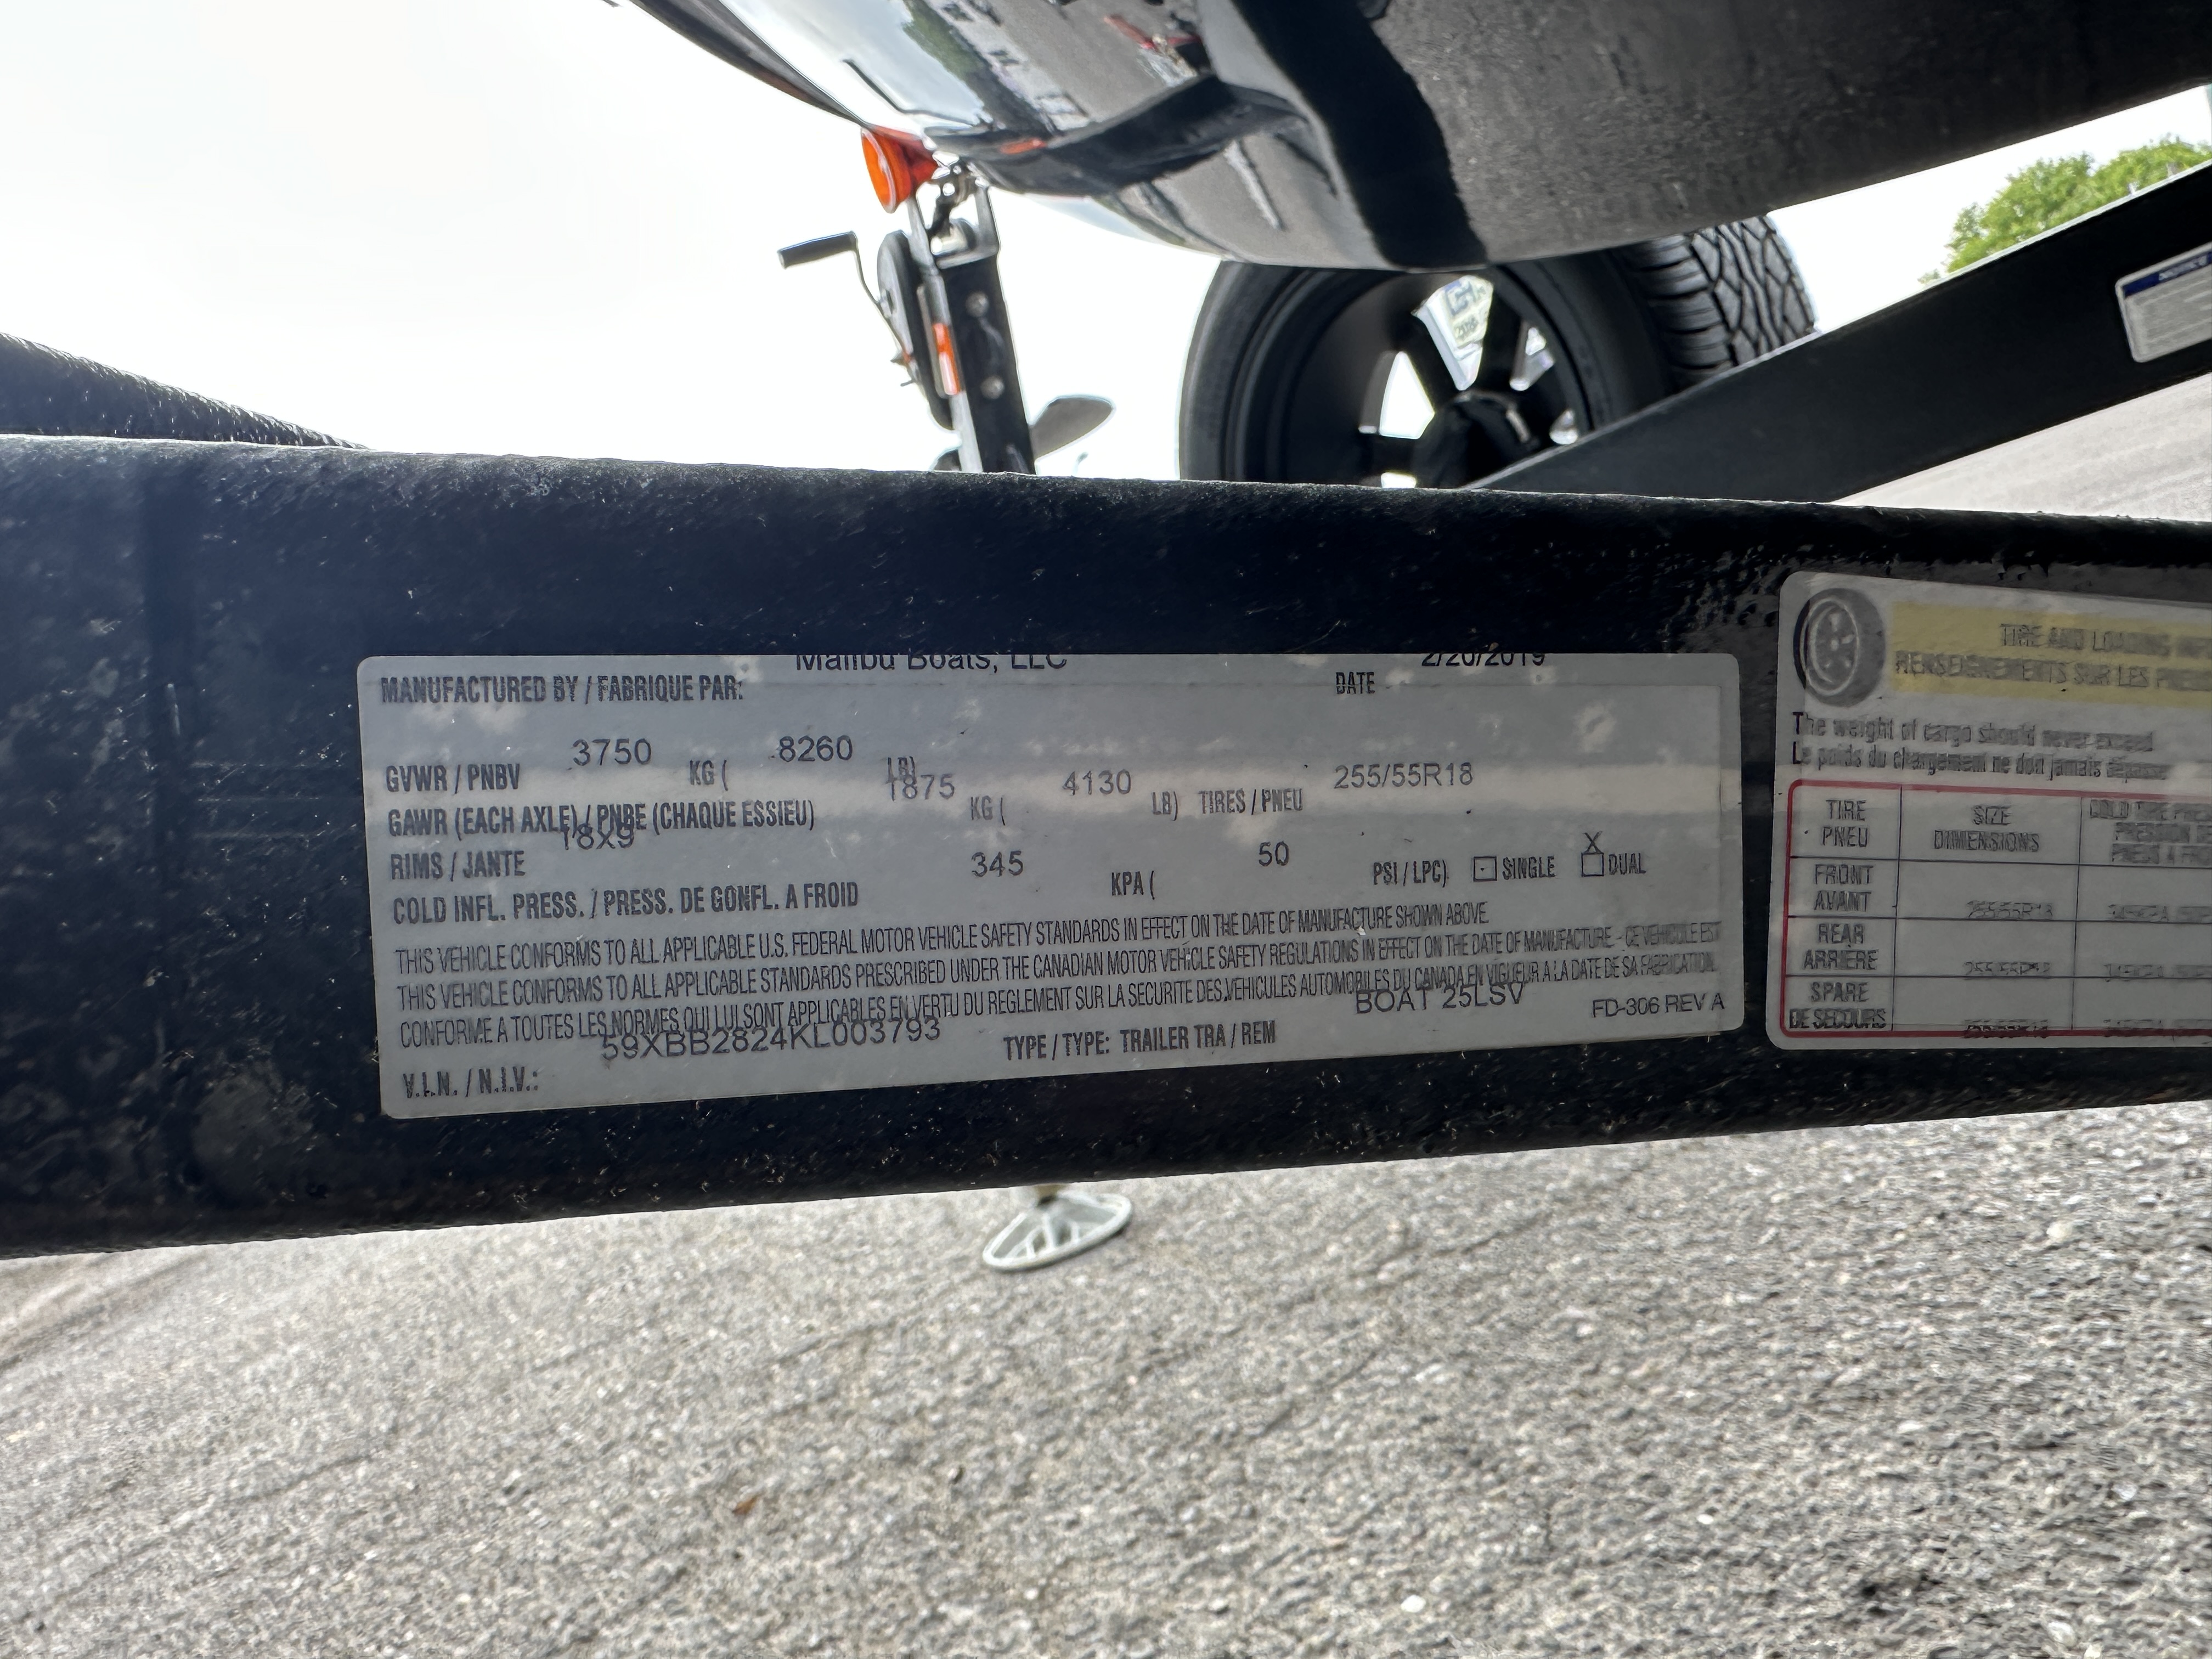 Malibu Boats, LLC 2/20/2019
MANUFACTURED BY / FABRIQUE PAR: DATE
3750 8260
GVWR / PNBV KG ( LB)
1875 4130 255/55R18
GAWR (EACH AXLE) / PNBE (CHAQUE ESSIEU) KG ( LB) TIRES / PNEU
18x9
RIMS / JANTE
345 50 X
COLD INFL. PRESS. / PRESS. DE GONFL. A FROID KPA ( PSI / LPC) SINGLE DUAL
THIS VEHICLE CONFORMS TO ALL APPLICABLE U.S. FEDERAL MOTOR VEHICLE SAFETY STANDARDS IN EFFECT ON THE DATE OF MANUFACTURE SHOWN ABOVE.
THIS VEHICLE CONFORMS TO ALL APPLICABLE STANDARDS PRESCRIBED UNDER THE CANADIAN MOTOR VEHICLE SAFETY REGULATIONS IN EFFECT ON THE DATE OF MANUFACTURE - CE VEHICULE EST
CONFORME A TOUTES LES NORMES QUI LUI SONT APPLICABLES EN VERTU DU REGLEMENT SUR LA SECURITE DES VEHICULES AUTOMOBILES DU CANADA EN VIGUEUR A LA DATE DE SA FABRICATION.
59XBB2824KL003793 BOAT 25LSV
V.I.N. / N.I.V.: TYPE / TYPE: TRAILER TRA / REM FD-306 REV A
TIRE AND LOADING
RENSEIGNEMENTS SUR LES
The weight of cargo should never exceed
Le poids du chargement ne doit jamais dépasser
TIRE SIZE COLD TIRE
PNEU DIMENSIONS
FRONT
AVANT 255/55R18
REAR
ARRIÈRE 255/55R18
SPARE
DE SECOURS